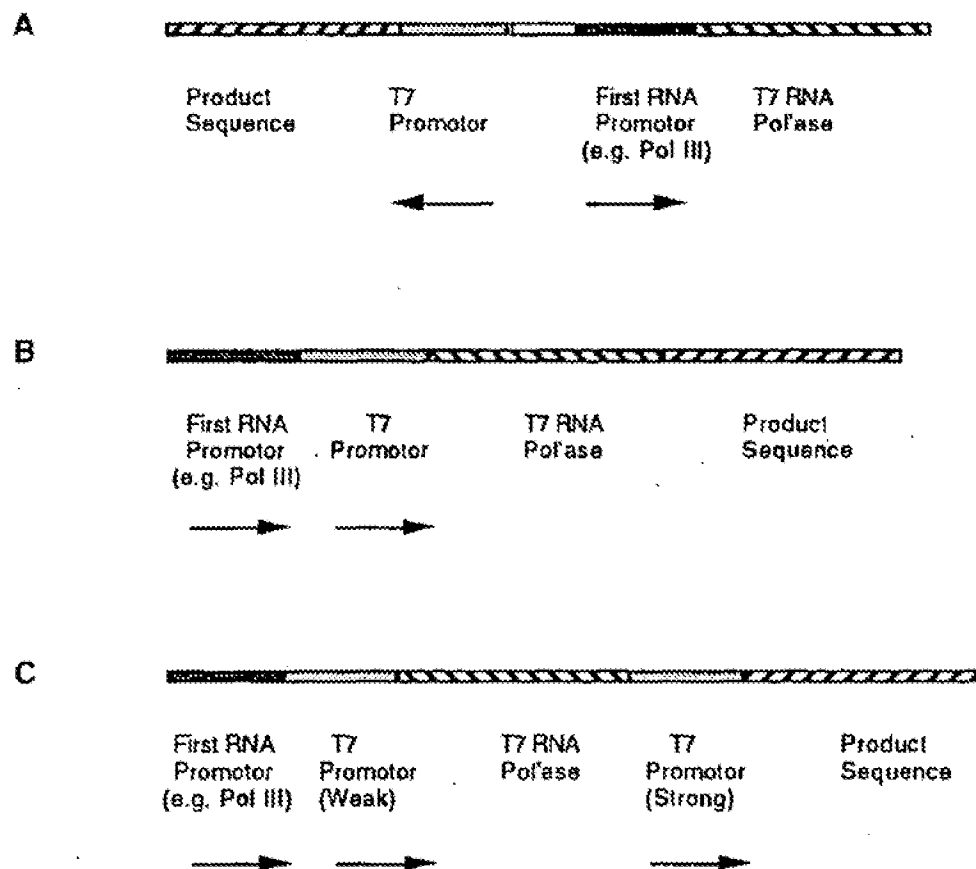 A
Product
Sequence
T7
Promotor
First RNA
Promotor
(e.g. Pol III)
T7 RNA
Pol'ase
B
First RNA
Promotor
(e.g. Pol III)
T7
Promotor
T7 RNA
Pol'ase
Product
Sequence
C
First RNA
Promotor
(e.g. Pol III)
T7
Promotor
(Weak)
T7 RNA
Pol'ase
T7
Promotor
(Strong)
Product
Sequence